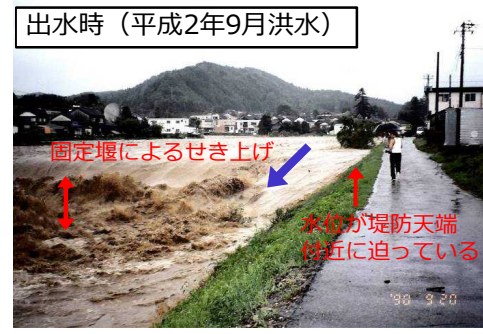 出水時（平成2年9月洪水）
固定堰によるせき上げ
水位が堤防天端
付近に迫っている
'90 9 20